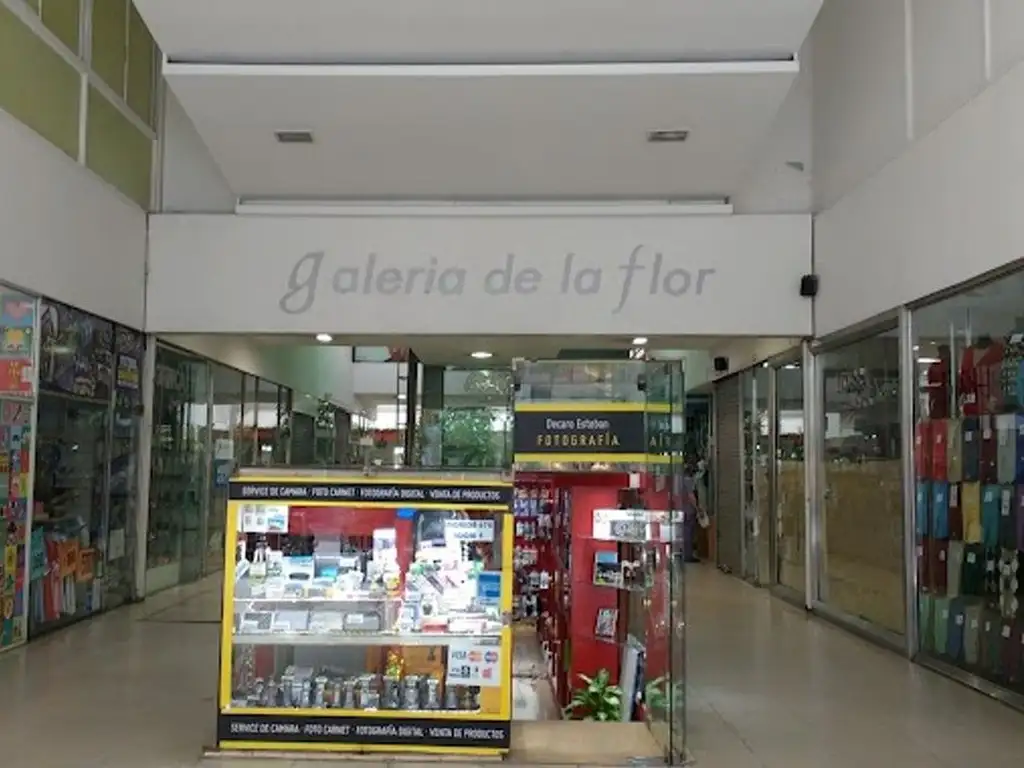 galeria de la flor
Decaro Esteban
FOTOGRAFÍA
SERVICE DE CAMARA · FOTO CARNET · FOTOGRAFÍA DIGITAL · VENTA DE PRODUCTOS
VISA
SERVICE DE CAMARA · FOTO CARNET · FOTOGRAFÍA DIGITAL · VENTA DE PRODUCTOS